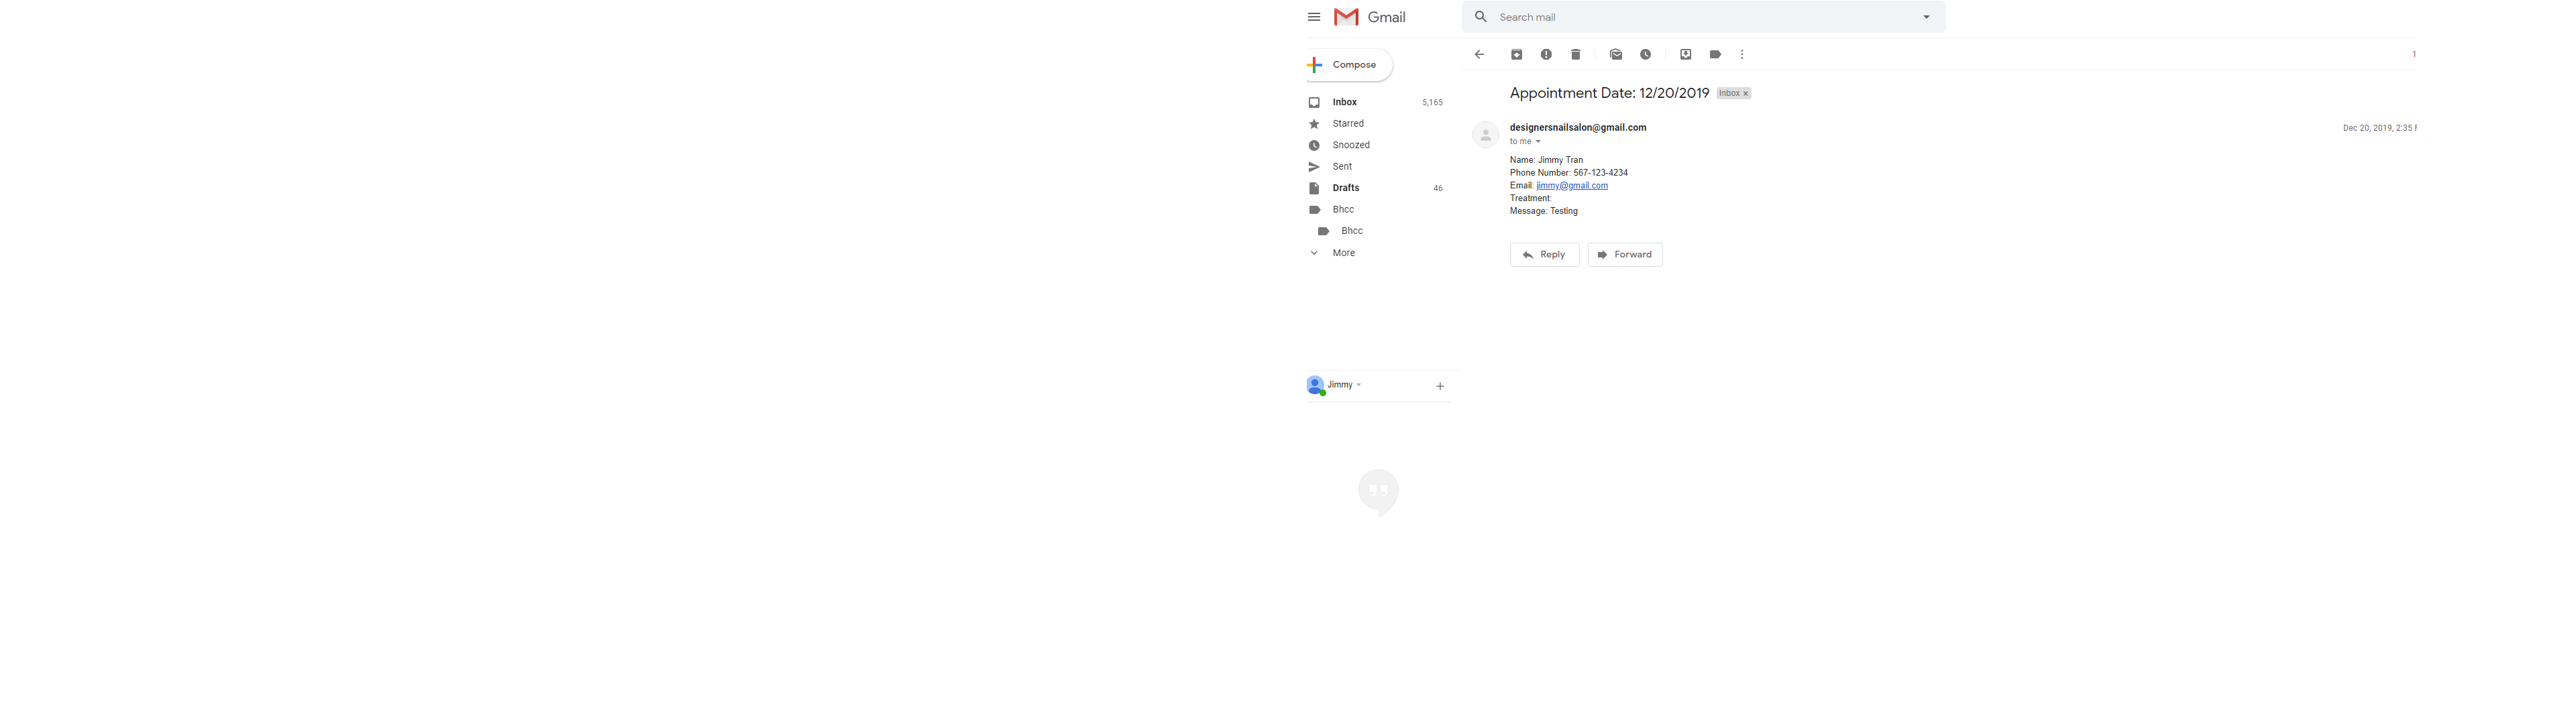 Gmail
Search mail
Compose
1
Inbox 5,165
Starred
Snoozed
Sent
Drafts 46
Bhcc
Bhcc
More
Jimmy
Appointment Date: 12/20/2019 Inbox x
designersnailsalon@gmail.com Dec 20, 2019, 2:35
to me
Name: Jimmy Tran
Phone Number: 567-123-4234
Email: jimmy@gmail.com
Treatment:
Message: Testing
Reply Forward